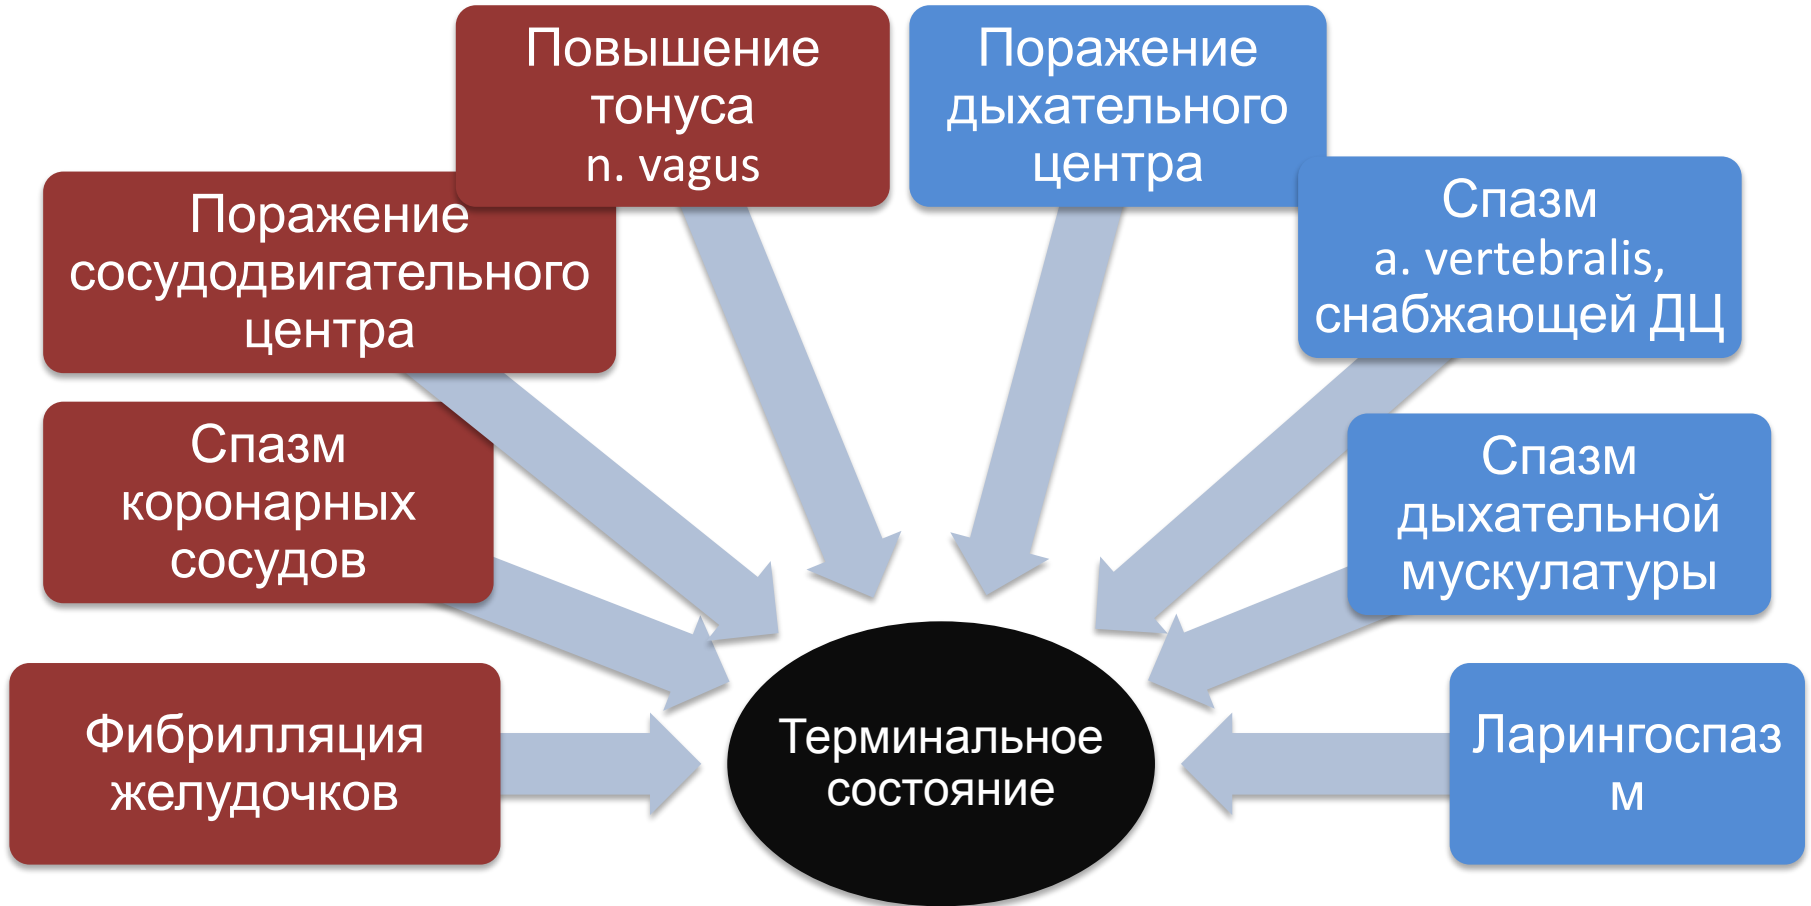 Повышение
тонуса
n. vagus
Поражение
дыхательного
центра
Поражение
сосудодвигательного
центра
Спазм
a. vertebralis,
снабжающей ДЦ
Спазм
коронарных
сосудов
Спазм
дыхательной
мускулатуры
Фибрилляция
желудочков
Терминальное
состояние
Ларингоспаз
м